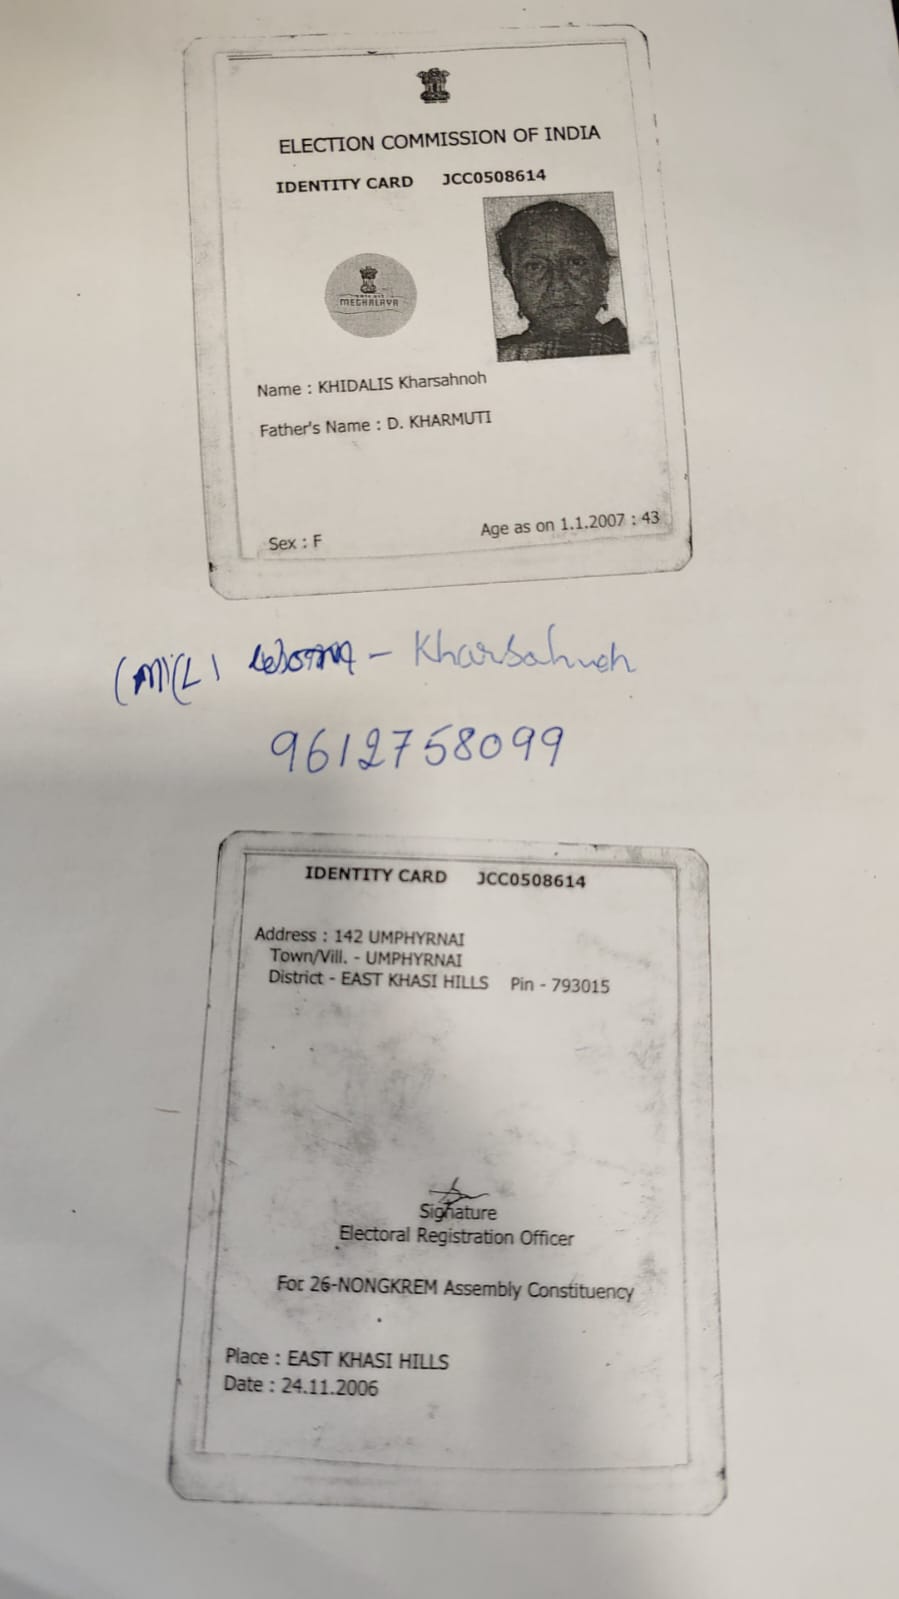 ELECTION COMMISSION OF INDIA
IDENTITY CARD JCC0508614
MEGHALAYA
Name : KHIDALIS Kharsahnoh
Father's Name : D. KHARMUTI
Sex : F
Age as on 1.1.2007 : 43
– Kharsahnoh
9612758099
IDENTITY CARD JCC0508614
Address : 142 UMPHYRNAI
Town/Vill. - UMPHYRNAI
District - EAST KHASI HILLS Pin - 793015
Signature
Electoral Registration Officer
For 26-NONGKREM Assembly Constituency
Place : EAST KHASI HILLS
Date : 24.11.2006